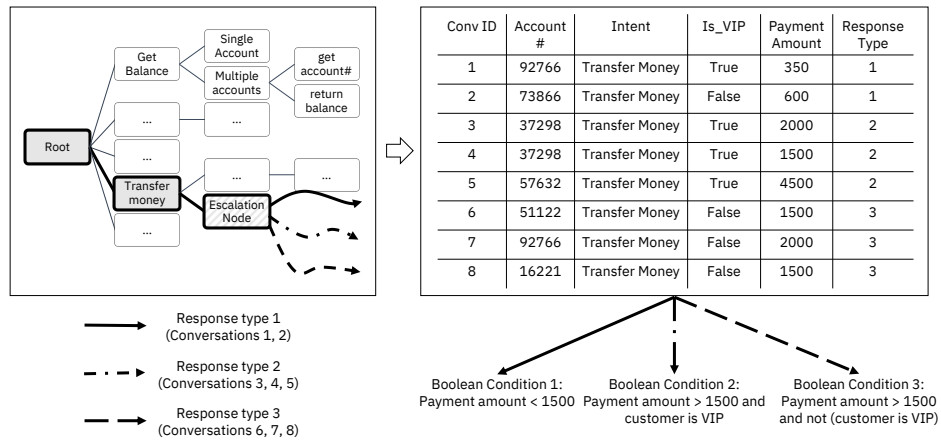 Root
Get
Balance
Single
Account
Multiple
accounts
get
account#
return
balance
...
...
...
Transfer
money
...
...
Escalation
Node
...
Response type 1
(Conversations 1, 2)
Response type 2
(Conversations 3, 4, 5)
Response type 3
(Conversations 6, 7, 8)
Conv ID Account # Intent Is_VIP Payment Amount Response Type
1 92766 Transfer Money True 350 1
2 73866 Transfer Money False 600 1
3 37298 Transfer Money True 2000 2
4 37298 Transfer Money True 1500 2
5 57632 Transfer Money True 4500 2
6 51122 Transfer Money False 1500 3
7 92766 Transfer Money False 2000 3
8 16221 Transfer Money False 1500 3
Boolean Condition 1:
Payment amount < 1500
Boolean Condition 2:
Payment amount > 1500 and
customer is VIP
Boolean Condition 3:
Payment amount > 1500
and not (customer is VIP)